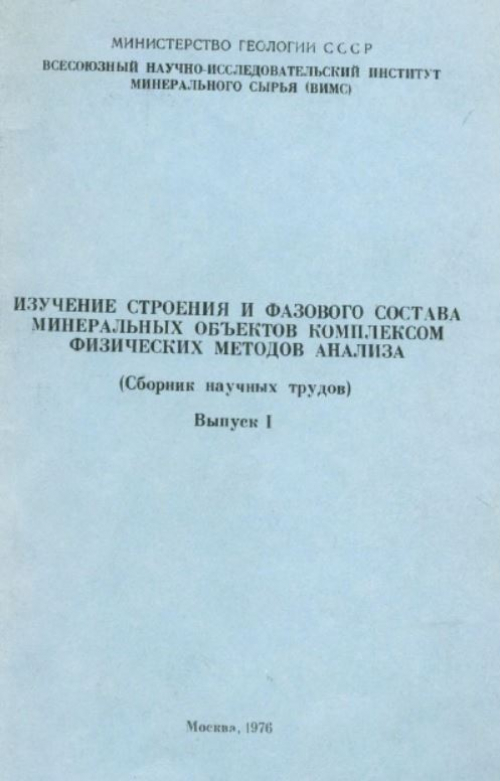 МИНИСТЕРСТВО ГЕОЛОГИИ СССР
ВСЕСОЮЗНЫЙ НАУЧНО-ИССЛЕДОВАТЕЛЬСКИЙ ИНСТИТУТ
МИНЕРАЛЬНОГО СЫРЬЯ (ВИМС)
ИЗУЧЕНИЕ СТРОЕНИЯ И ФАЗОВОГО СОСТАВА
МИНЕРАЛЬНЫХ ОБЪЕКТОВ КОМПЛЕКСОМ
ФИЗИЧЕСКИХ МЕТОДОВ АНАЛИЗА
(Сборник научных трудов)
Выпуск I
Москва, 1976